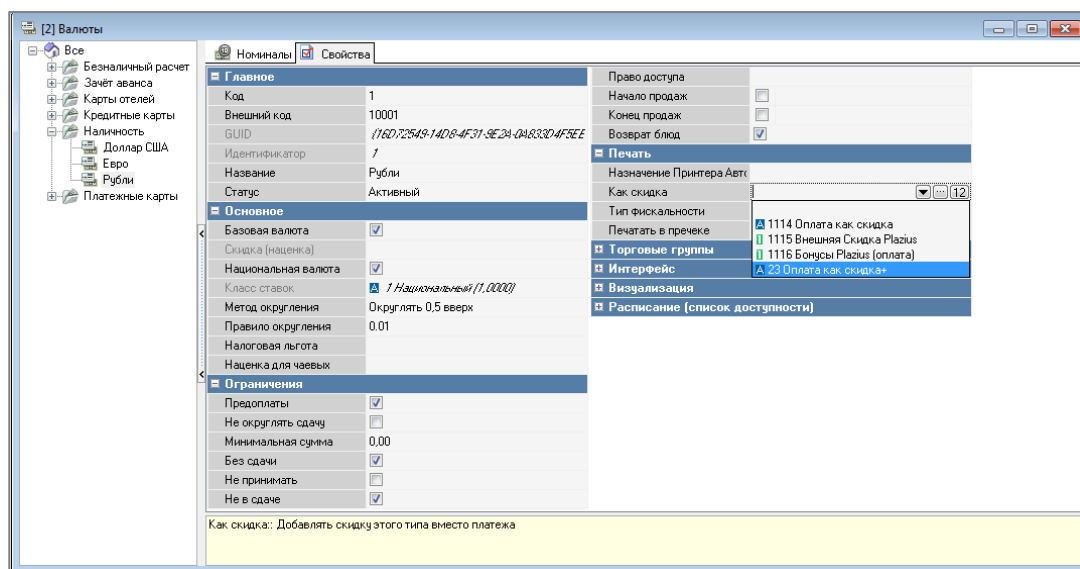 [2] Валюты
Все
Безналичный расчет
Зачёт аванса
Карты отелей
Кредитные карты
Наличность
Доллар США
Евро
Рубли
Платежные карты
Номиналы Свойства
Главное
Код 1
Внешний код 10001
GUID {16D72549-14D8-4F31-9E2A-0A833D4F5EE
Идентификатор 1
Название Рубли
Статус Активный
Основное
Базовая валюта
Скидка (наценка)
Национальная валюта
Класс ставок 1 Национальный (1,0000)
Метод округления Округлять 0,5 вверх
Правило округления 0.01
Налоговая льгота
Наценка для чаевых
Ограничения
Предоплаты
Не округлять сдачу
Минимальная сумма 0,00
Без сдачи
Не принимать
Не в сдаче
Право доступа
Начало продаж
Конец продаж
Возврат блюд
Печать
Назначение Принтера Авто
Как скидка 12
Тип фискальности
Печатать в пречеке
1114 Оплата как скидка
1115 Внешняя Скидка Plazius
1116 Бонусы Plazius (оплата)
23 Оплата как скидка+
Торговые группы
Интерфейс
Визуализация
Расписание (список доступности)
Как скидка:: Добавлять скидку этого типа вместо платежа